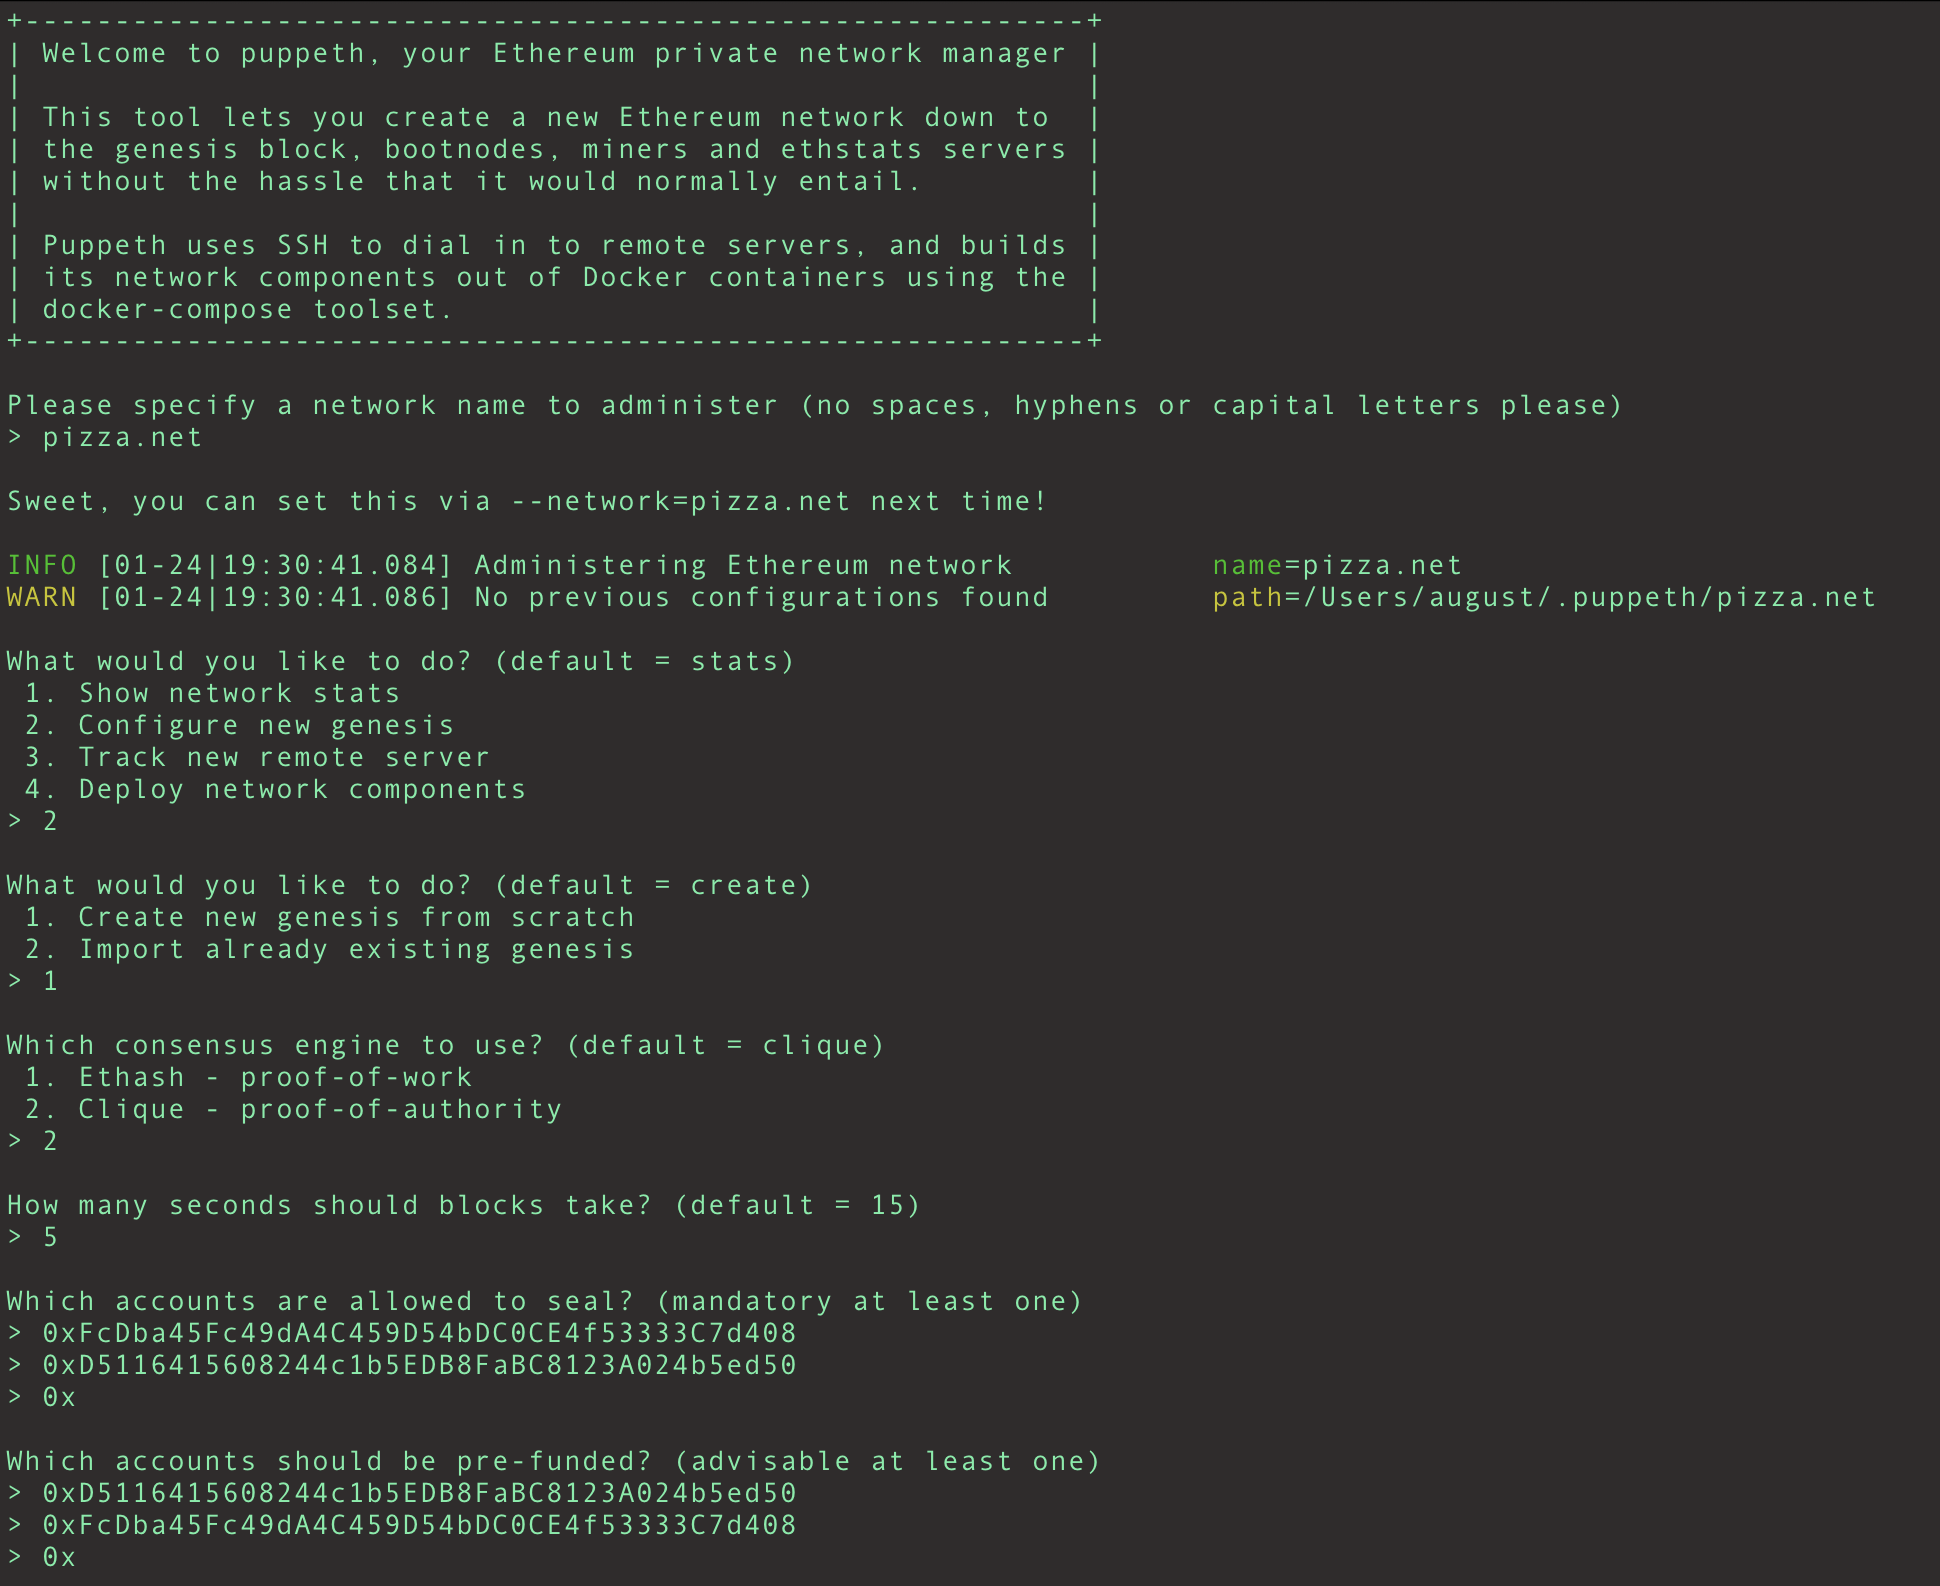 +-----------------------------------------------------------+
| Welcome to puppeth, your Ethereum private network manager |
|                                                           |
| This tool lets you create a new Ethereum network down to  |
| the genesis block, bootnodes, miners and ethstats servers |
| without the hassle that it would normally entail.         |
|                                                           |
| Puppeth uses SSH to dial in to remote servers, and builds |
| its network components out of Docker containers using the |
| docker-compose toolset.                                   |
+-----------------------------------------------------------+

Please specify a network name to administer (no spaces, hyphens or capital letters please)
> pizza.net

Sweet, you can set this via --network=pizza.net next time!

INFO [01-24|19:30:41.084] Administering Ethereum network           name=pizza.net
WARN [01-24|19:30:41.086] No previous configurations found         path=/Users/august/.puppeth/pizza.net

What would you like to do? (default = stats)
 1. Show network stats
 2. Configure new genesis
 3. Track new remote server
 4. Deploy network components
> 2

What would you like to do? (default = create)
 1. Create new genesis from scratch
 2. Import already existing genesis
> 1

Which consensus engine to use? (default = clique)
 1. Ethash - proof-of-work
 2. Clique - proof-of-authority
> 2

How many seconds should blocks take? (default = 15)
> 5

Which accounts are allowed to seal? (mandatory at least one)
> 0xFcDba45Fc49dA4C459D54bDC0CE4f53333C7d408
> 0xD5116415608244c1b5EDB8FaBC8123A024b5ed50
> 0x

Which accounts should be pre-funded? (advisable at least one)
> 0xD5116415608244c1b5EDB8FaBC8123A024b5ed50
> 0xFcDba45Fc49dA4C459D54bDC0CE4f53333C7d408
> 0x